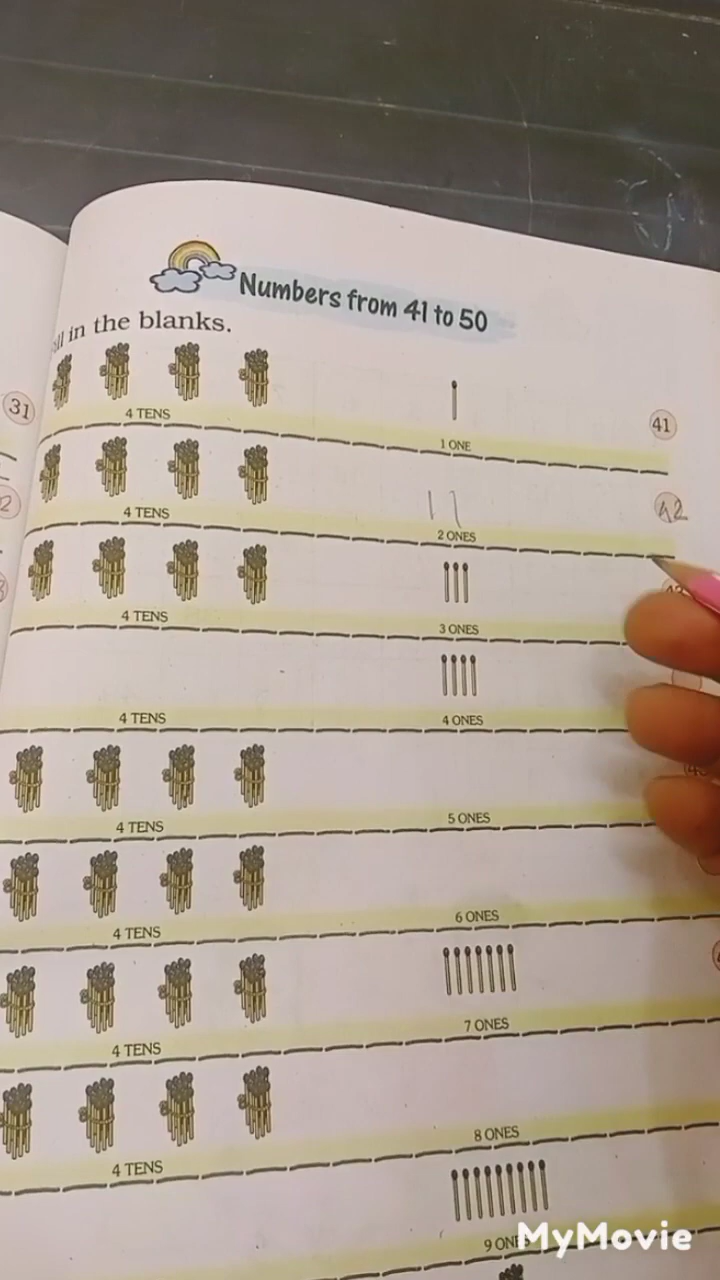 Numbers from 41 to 50
in the blanks.
31
4 TENS
1 ONE
41
4 TENS
2 ONES
42
4 TENS
3 ONES
4 TENS
4 ONES
4 TENS
5 ONES
4 TENS
6 ONES
4 TENS
7 ONES
4 TENS
8 ONES
9 ONES
MyMovie